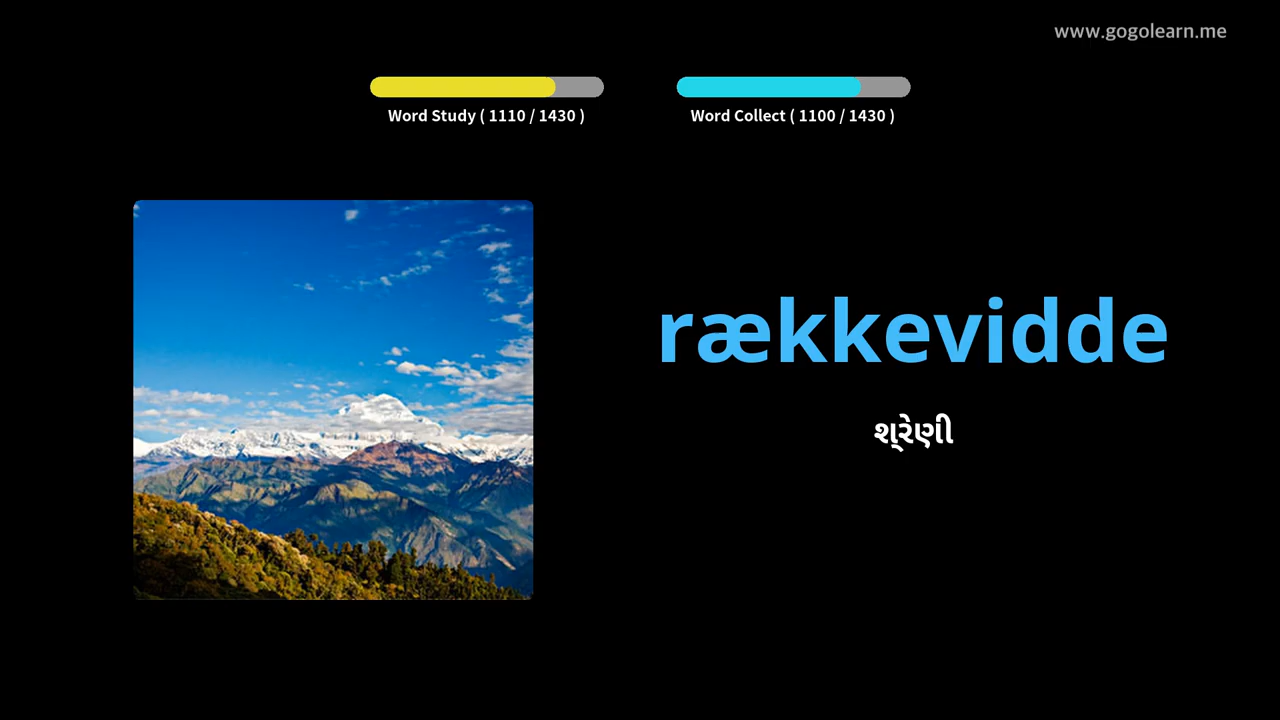 www.gogolearn.me
Word Study ( 1110 / 1430 )
Word Collect ( 1100 / 1430 )
rækkevidde
શ્રેણી